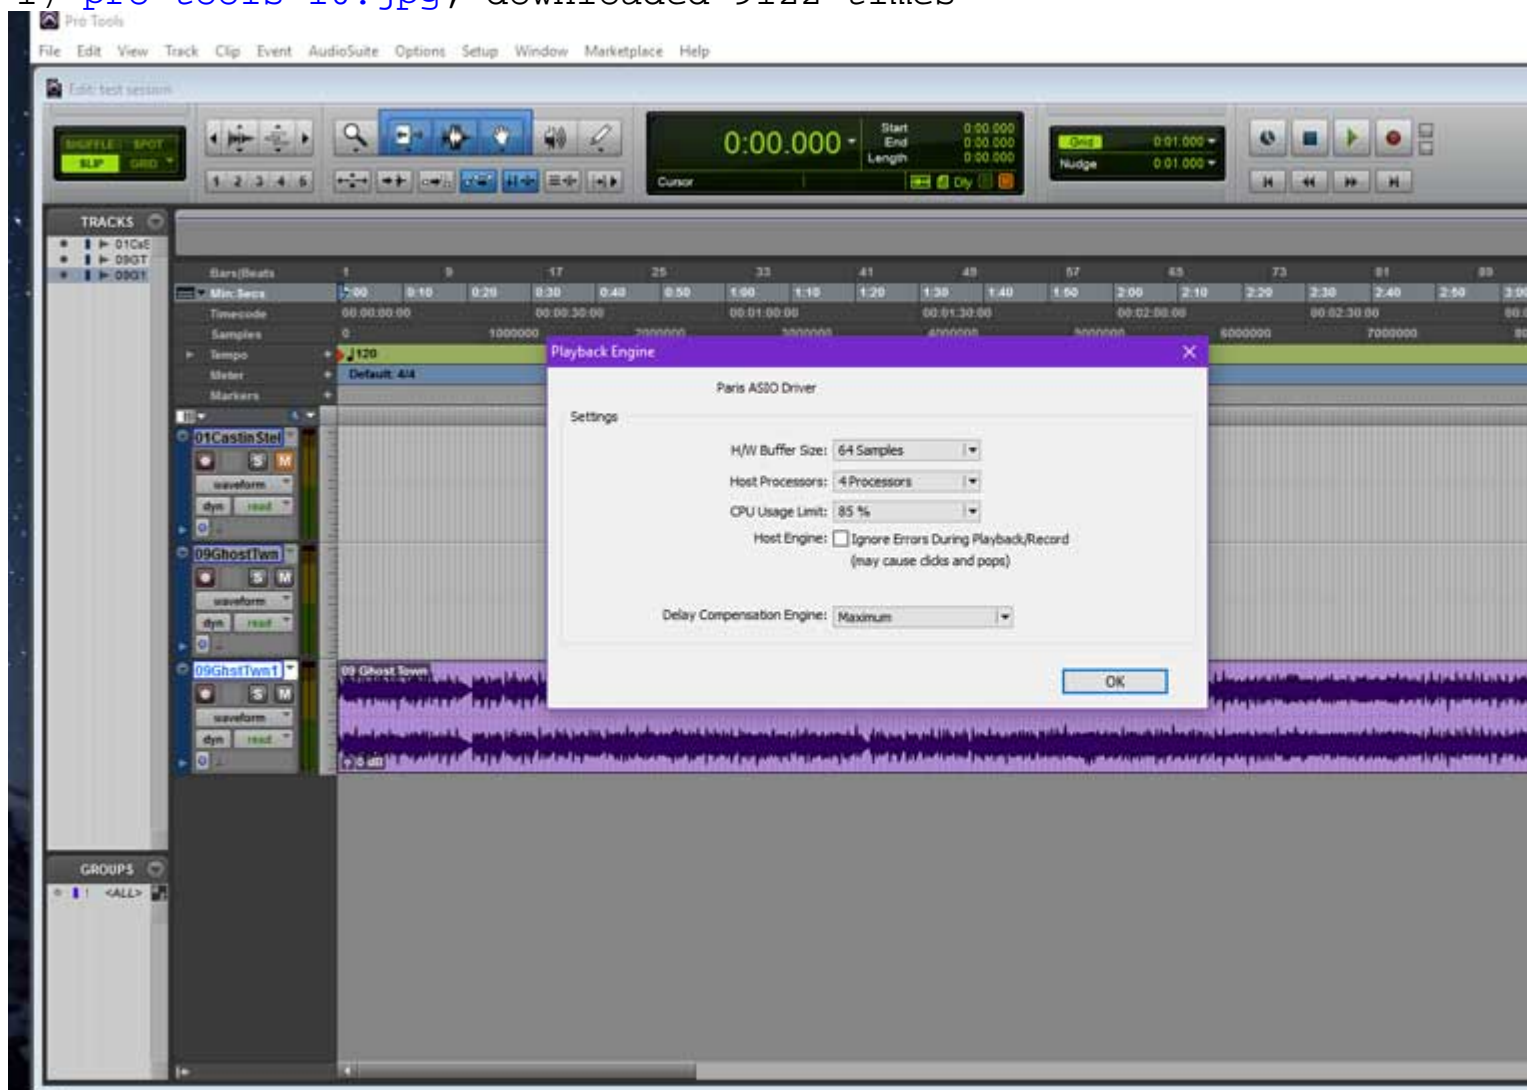 1) pro tools 10.jpg, downloaded 9122 times
Pro Tools
File Edit View Track Clip Event AudioSuite Options Setup Window Marketplace Help
Edit: test session
SHUFFLE SPOT
SLIP GRID
1 2 3 4 5
0:00.000
Start 0:00.000
End 0:00.000
Length 0:00.000
Cursor
Dly
Grid 0:01.000
Nudge 0:01.000
TRACKS
01CaS
09GT
09G1
Bars|Beats 1 9 17 25 33 41 49 57 65 73 81 89
Min:Secs 0:10 0:20 0:30 0:40 0:50 1:00 1:10 1:20 1:30 1:40 1:50 2:00 2:10 2:20 2:30 2:40 2:50
Timecode 00:00:00:00 00:00:30:00 00:01:00:00 00:01:30:00 00:02:00:00 00:02:30:00
Samples 0 1000000 2000000 3000000 4000000 5000000 6000000 7000000
Tempo 120
Meter Default: 4/4
Markers
Playback Engine
Paris ASIO Driver
Settings
H/W Buffer Size: 64 Samples
Host Processors: 4 Processors
CPU Usage Limit: 85 %
Host Engine: Ignore Errors During Playback/Record
(may cause clicks and pops)
Delay Compensation Engine: Maximum
OK
01CastinStel
S M
waveform
dyn read
09GhostTwn
S M
waveform
dyn read
09GhstTwn1
S M
waveform
dyn read
09 Ghost Town
0 dB
GROUPS
! <ALL>